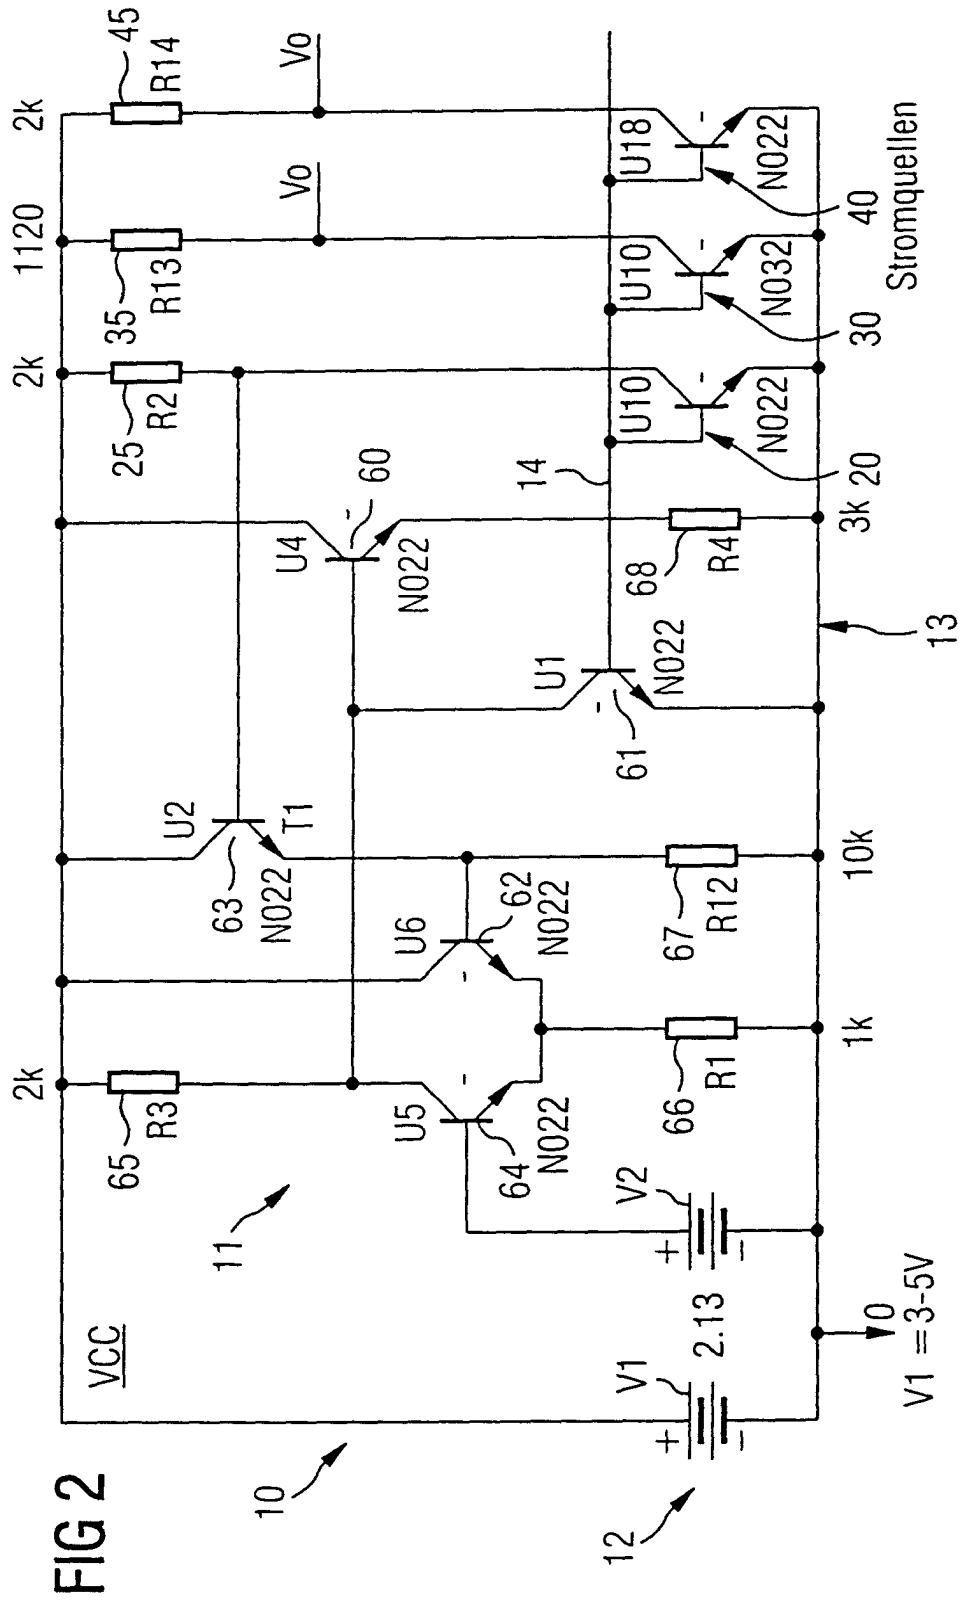 FIG 2
10
11
12
VCC
2k
2k
1120
2k
65
R3
U2
63
T1
N022
U4
60
N022
25
R2
35
R13
45
R14
Vo
Vo
U5
64
N022
U6
62
N022
U1
61
N022
14
U10
20
N022
U10
30
N032
U18
40
N022
V1
+
-
2.13
V2
+
-
66
R1
67
R12
68
R4
0
V1 =3-5V
1k
10k
13
3k
Stromquellen